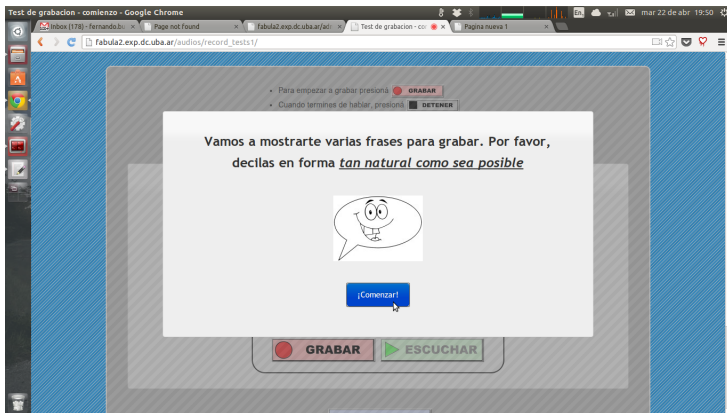 Test de grabacion - comienzo - Google Chrome
En
mar 22 de abr 19:50
Inbox (178) - fernando.b
Page not found
fabula2.exp.dc.uba.ar/ad
Test de grabacion - co
Pagina nueva 1
fabula2.exp.dc.uba.ar/audios/record_tests1/
Para empezar a grabar presioná GRABAR
Cuando termines de hablar, presioná DETENER
Vamos a mostrarte varias frases para grabar. Por favor,
decilas en forma tan natural como sea posible
¡Comenzar!
GRABAR
ESCUCHAR